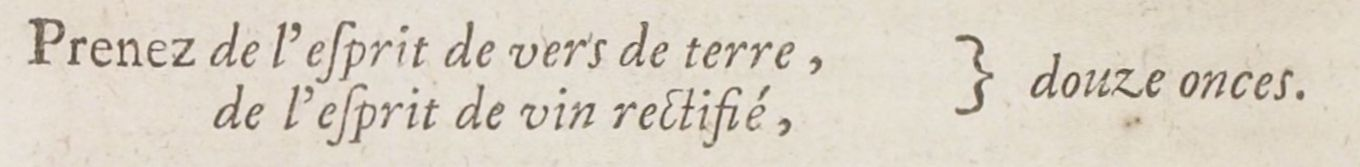 Prenez de l'eſprit de vers de terre, } douze onces.
de l'eſprit de vin rectifié,